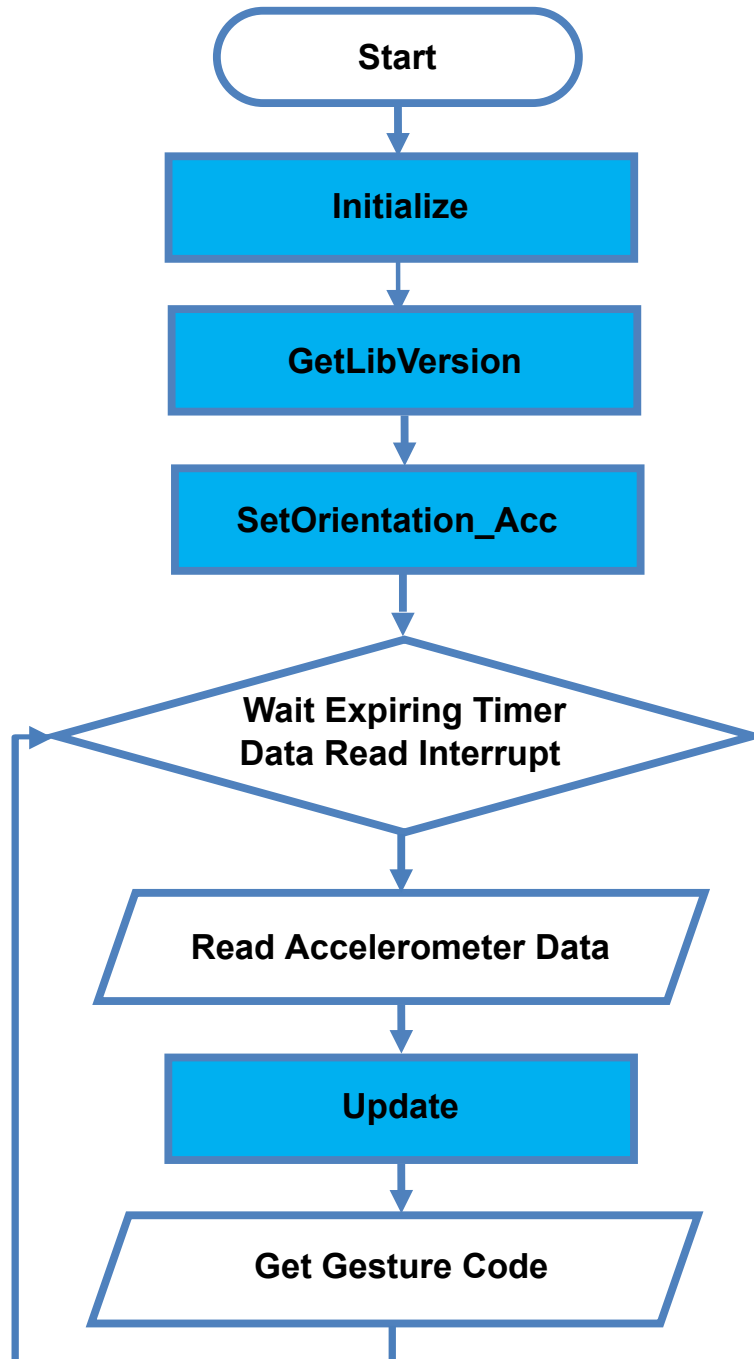 Start
Initialize
GetLibVersion
SetOrientation_Acc
Wait Expiring Timer
Data Read Interrupt
Read Accelerometer Data
Update
Get Gesture Code